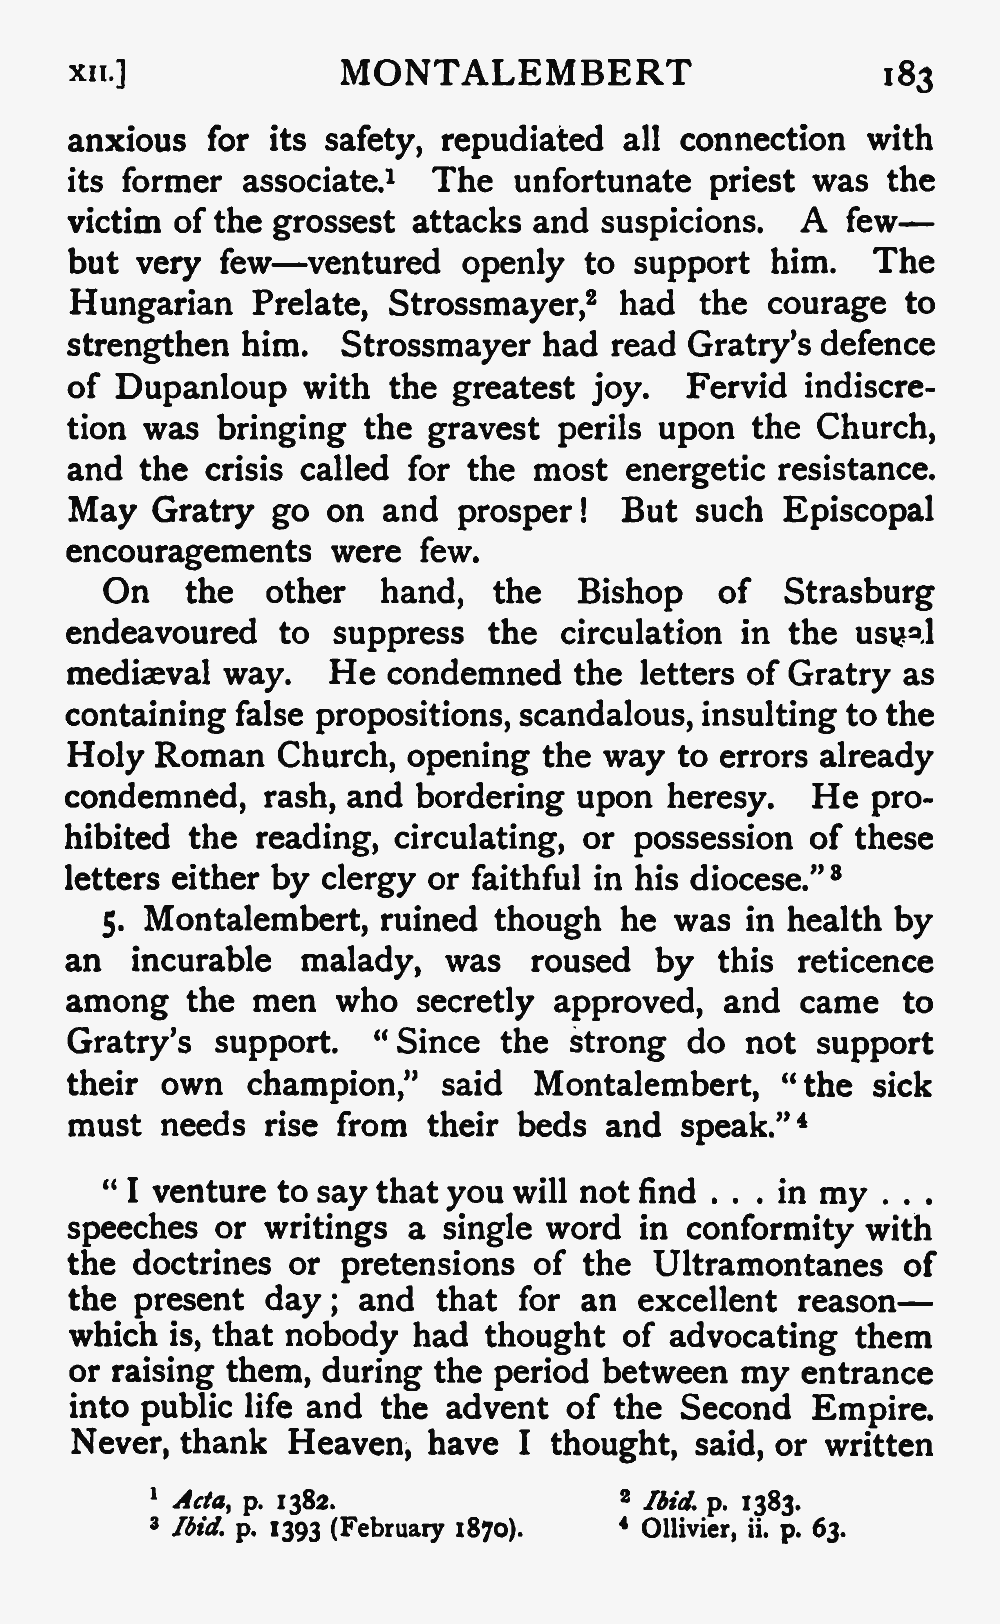 XII.] MONTALEMBERT 183
anxious for its safety, repudiated all connection with
its former associate.¹ The unfortunate priest was the
victim of the grossest attacks and suspicions. A few—
but very few—ventured openly to support him. The
Hungarian Prelate, Strossmayer,² had the courage to
strengthen him. Strossmayer had read Gratry's defence
of Dupanloup with the greatest joy. Fervid indiscre-
tion was bringing the gravest perils upon the Church,
and the crisis called for the most energetic resistance.
May Gratry go on and prosper! But such Episcopal
encouragements were few.
On the other hand, the Bishop of Strasburg
endeavoured to suppress the circulation in the usual
mediæval way. He condemned the letters of Gratry as
containing false propositions, scandalous, insulting to the
Holy Roman Church, opening the way to errors already
condemned, rash, and bordering upon heresy. He pro-
hibited the reading, circulating, or possession of these
letters either by clergy or faithful in his diocese.”³
5. Montalembert, ruined though he was in health by
an incurable malady, was roused by this reticence
among the men who secretly approved, and came to
Gratry's support. “Since the strong do not support
their own champion,” said Montalembert, “the sick
must needs rise from their beds and speak.”⁴
“I venture to say that you will not find . . . in my . . .
speeches or writings a single word in conformity with
the doctrines or pretensions of the Ultramontanes of
the present day; and that for an excellent reason—
which is, that nobody had thought of advocating them
or raising them, during the period between my entrance
into public life and the advent of the Second Empire.
Never, thank Heaven, have I thought, said, or written
¹ Acta, p. 1382. ² Ibid. p. 1383.
³ Ibid. p. 1393 (February 1870). ⁴ Ollivier, ii. p. 63.